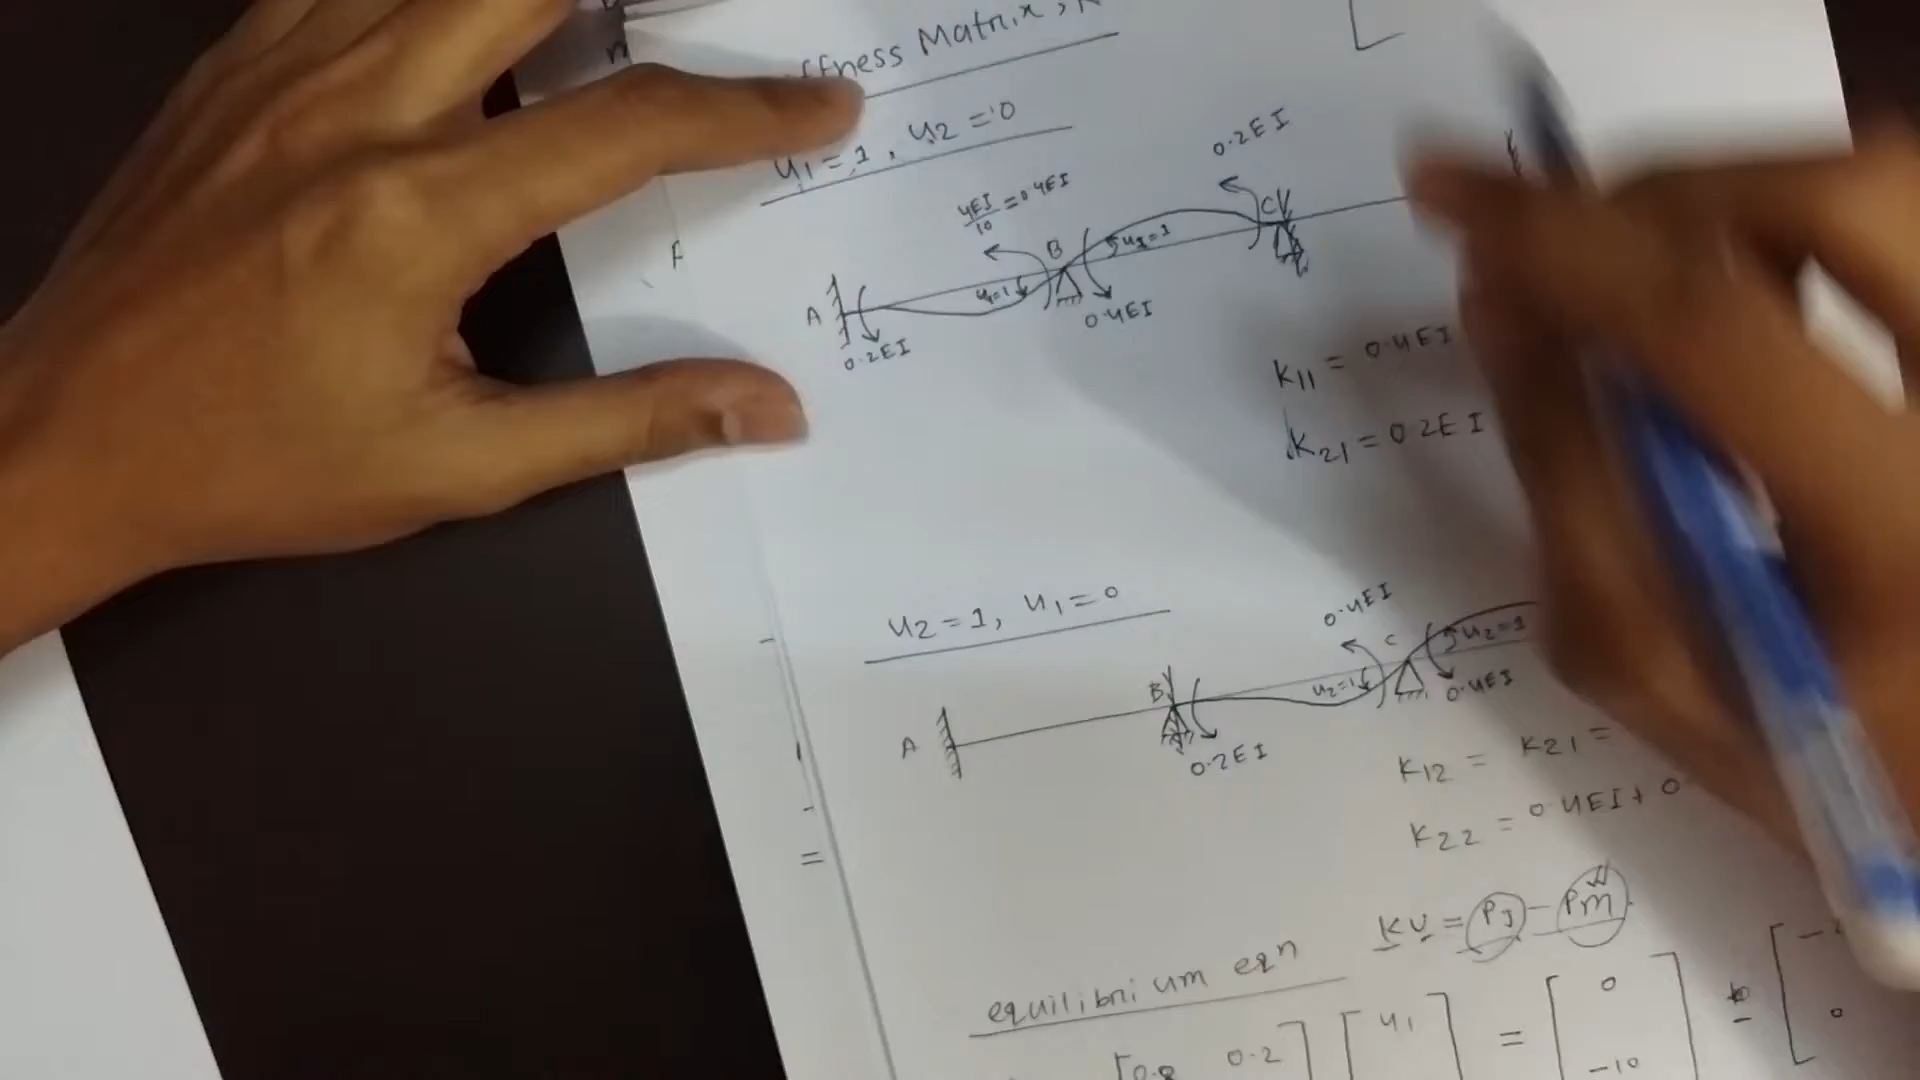 Matrix,
u1 = 1, u2 = 0
0.2EI
4EI/10 = 0.4EI
B
u1=1
C
A
u1=1
0.4EI
0.2EI
K11 = 0.4EI
K21 = 0.2EI
u2 = 1, u1 = 0
0.4EI
C
u2=1
B
u2=1
0.4EI
A
0.2EI
K12 = K21 =
K22 = 0.4EI + 0
equilibrium eqn KU = PJ - Pm
0.8 0.2
u1
=
0
-10
0